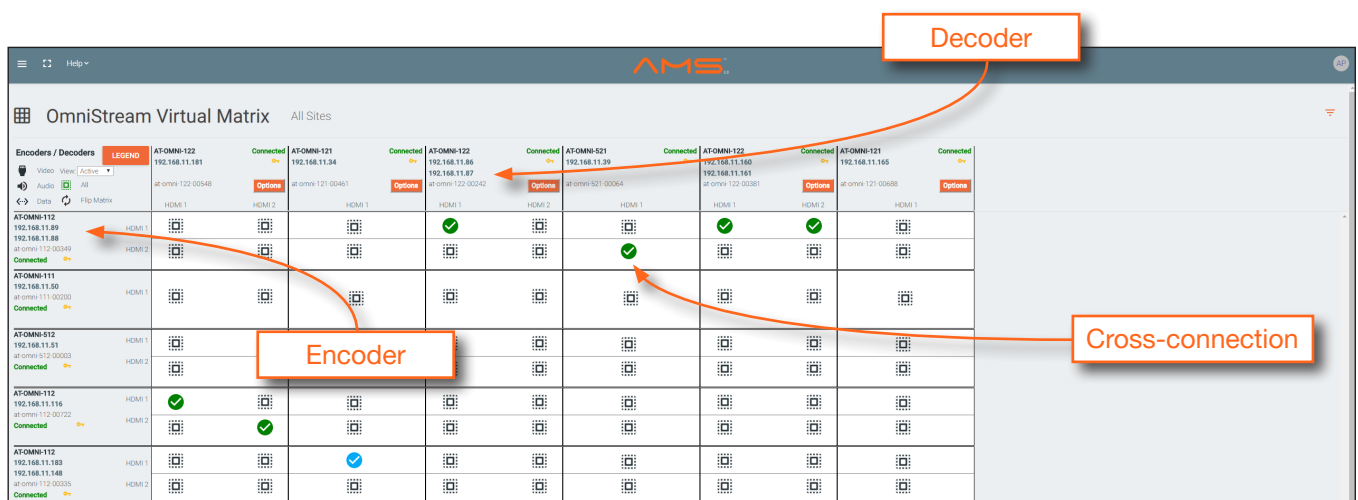 Decoder
Help
AMS
AP
OmniStream Virtual Matrix All Sites
Encoders / Decoders LEGEND
Video View: Active
Audio All
Data Flip Matrix
AT-OMNI-122 Connected
192.168.11.181
at-omni-122-00548 Options
HDMI 1 HDMI 2
AT-OMNI-121 Connected
192.168.11.34
at-omni-121-00461 Options
HDMI 1
AT-OMNI-122 Connected
192.168.11.86
192.168.11.87
at-omni-122-00242 Options
HDMI 1 HDMI 2
AT-OMNI-521 Connected
192.168.11.39
at-omni-521-00064
HDMI 1
AT-OMNI-122 Connected
192.168.11.160
192.168.11.161
at-omni-122-00381 Options
HDMI 1 HDMI 2
AT-OMNI-121 Connected
192.168.11.165
at-omni-121-00688 Options
HDMI 1
AT-OMNI-112
192.168.11.89 HDMI 1
192.168.11.88
at-omni-112-00349 HDMI 2
Connected
AT-OMNI-111
192.168.11.50 HDMI 1
at-omni-111-00200
Connected
Encoder
Cross-connection
AT-OMNI-512 HDMI 1
192.168.11.51
at-omni-512-00003 HDMI 2
Connected
AT-OMNI-112 HDMI 1
192.168.11.116
at-omni-112-00722 HDMI 2
Connected
AT-OMNI-112
192.168.11.183 HDMI 1
192.168.11.148
at-omni-112-00335 HDMI 2
Connected